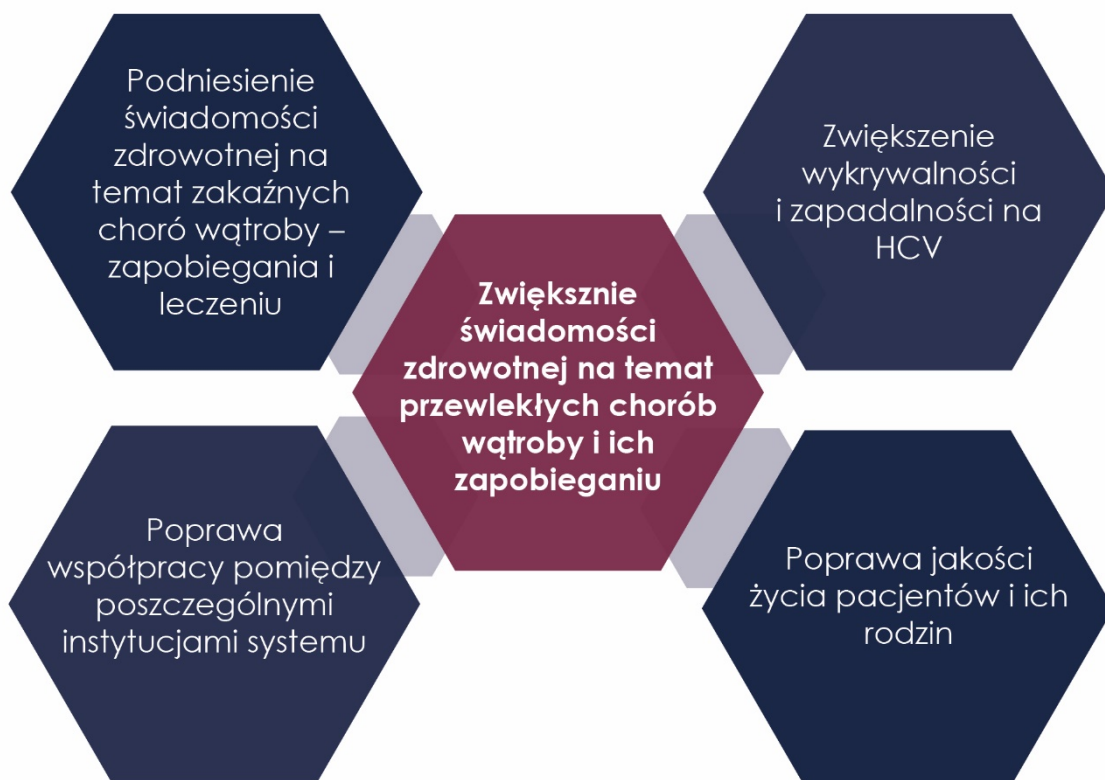 Podniesienie
świadomości
zdrowotnej na
temat zakaźnych
choró wątroby –
zapobiegania i
leczeniu
Zwiększenie
wykrywalności
i zapadalności na
HCV
Zwiększnie
świadomości
zdrowotnej na temat
przewlekłych chorób
wątroby i ich
zapobieganiu
Poprawa
współpracy pomiędzy
poszczególnymi
instytucjami systemu
Poprawa jakości
życia pacjentów i ich
rodzin